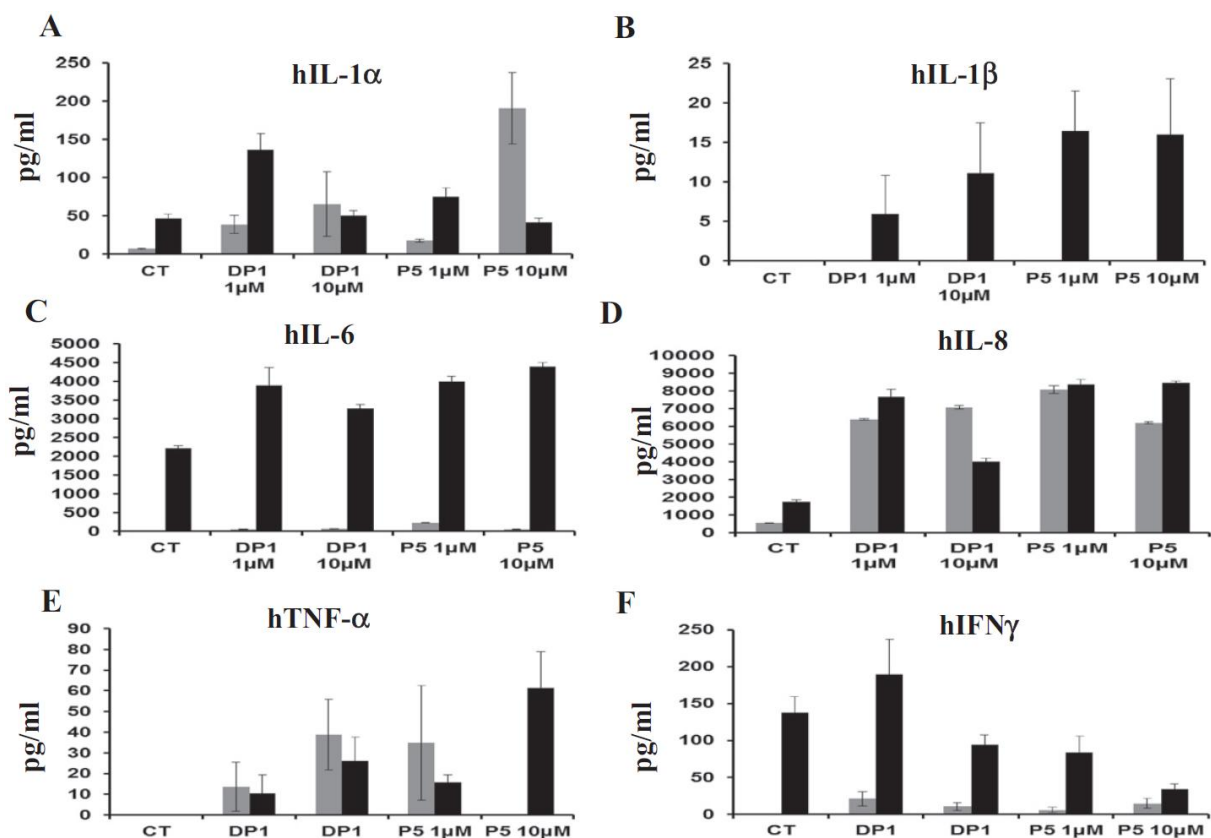 A
hIL-1α
pg/ml
250
200
150
100
50
0
CT
DP1
1µM
DP1
10µM
P5 1µM
P5 10µM
B
hIL-1β
pg/ml
25
20
15
10
5
0
CT
DP1 1µM
DP1
10µM
P5 1µM
P5 10µM
C
hIL-6
pg/ml
5000
4500
4000
3500
3000
2500
2000
1500
1000
500
0
CT
DP1
1µM
DP1
10µM
P5 1µM
P5
10µM
D
hIL-8
pg/ml
10000
9000
8000
7000
6000
5000
4000
3000
2000
1000
0
CT
DP1
1µM
DP1
10µM
P5 1µM
P5
10µM
E
hTNF-α
pg/ml
90
80
70
60
50
40
30
20
10
0
CT
DP1
DP1
P5 1µM
P5 10µM
F
hIFNγ
pg/ml
250
200
150
100
50
0
CT
DP1
DP1
P5 1µM
P5 10µM